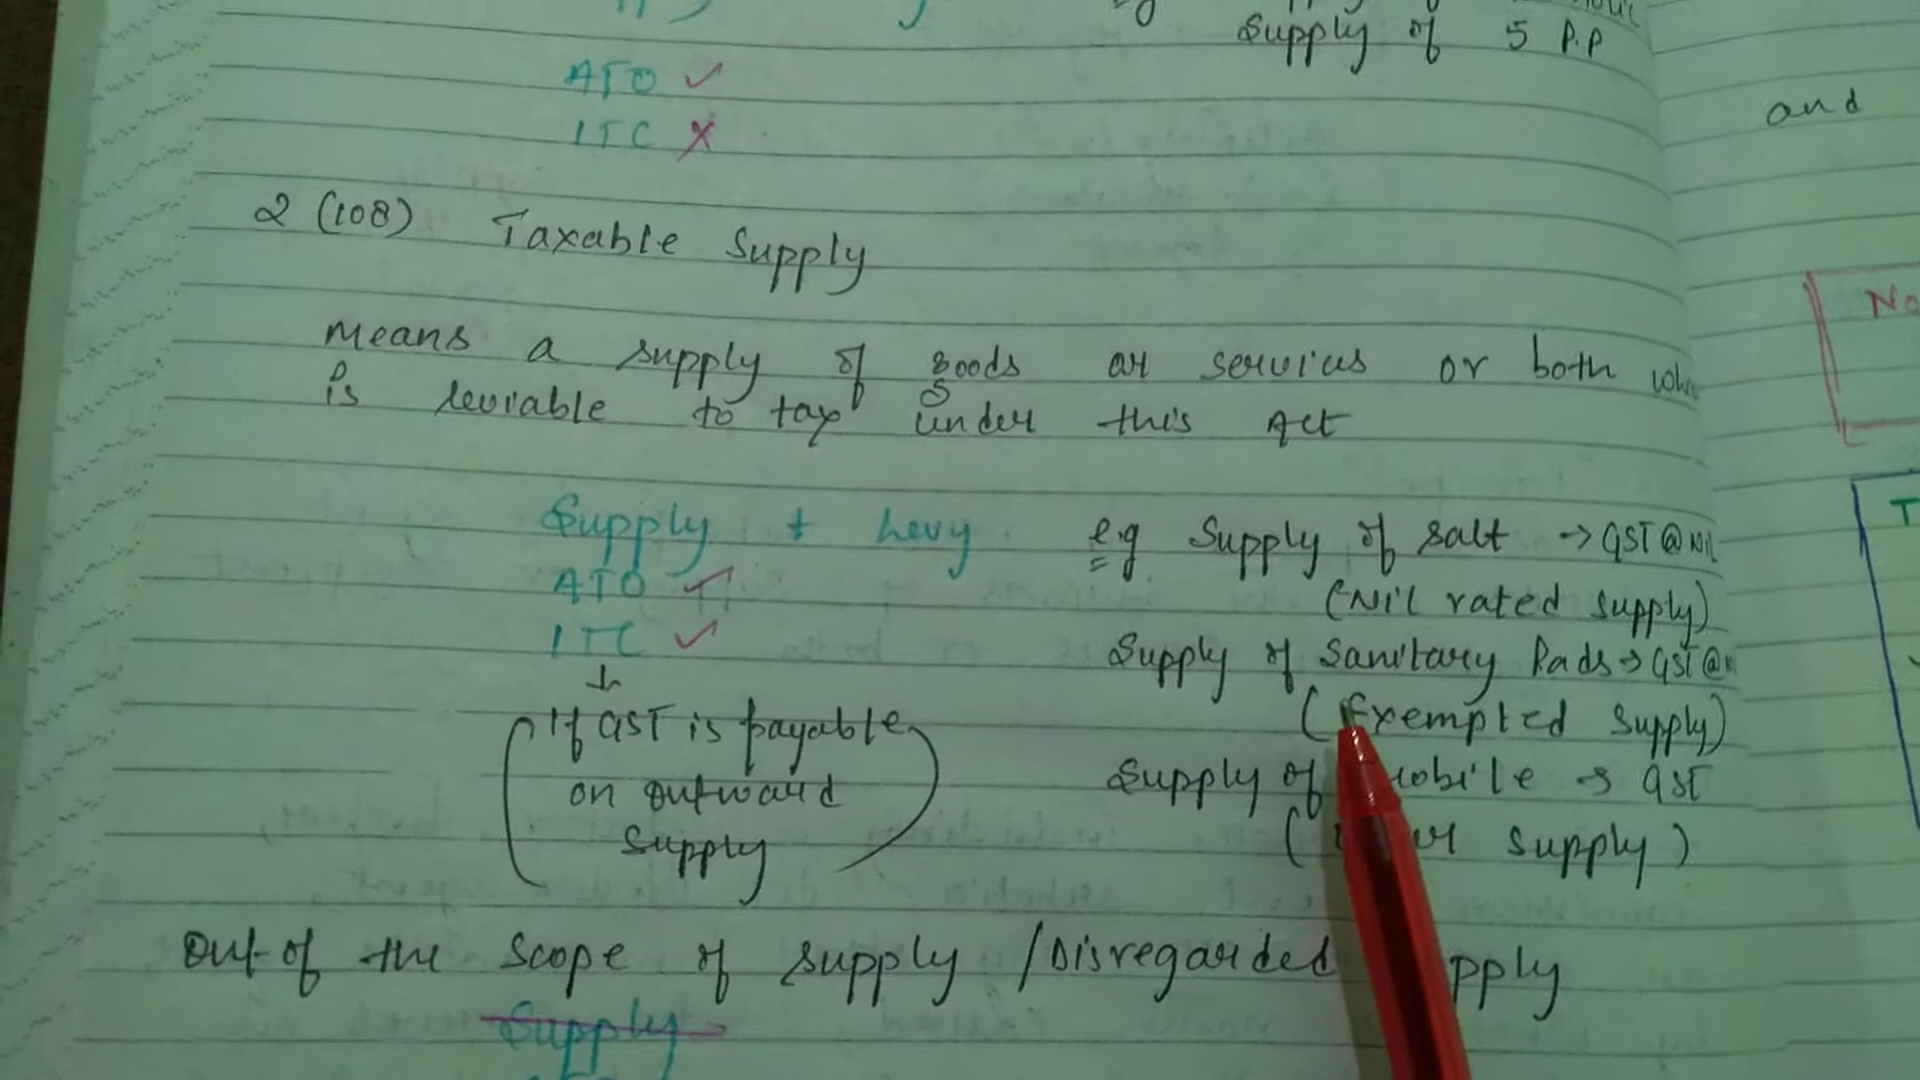 Supply of 5 P.P
ATO ✓
ITC ✗
and
2 (108) Taxable Supply
No
means a supply of goods or services or both
is leviable to tax under this Act
Supply + Levy
ATO ✓
ITC ✓
↓
(If GST is payable
on outward
supply)
e.g Supply of salt → GST @ Nil
(Nil rated supply)
Supply of Sanitary Pads → GST @
(Exempted Supply)
Supply of mobile → GST
supply)
T
Out of the scope of supply / Disregarded
Supply